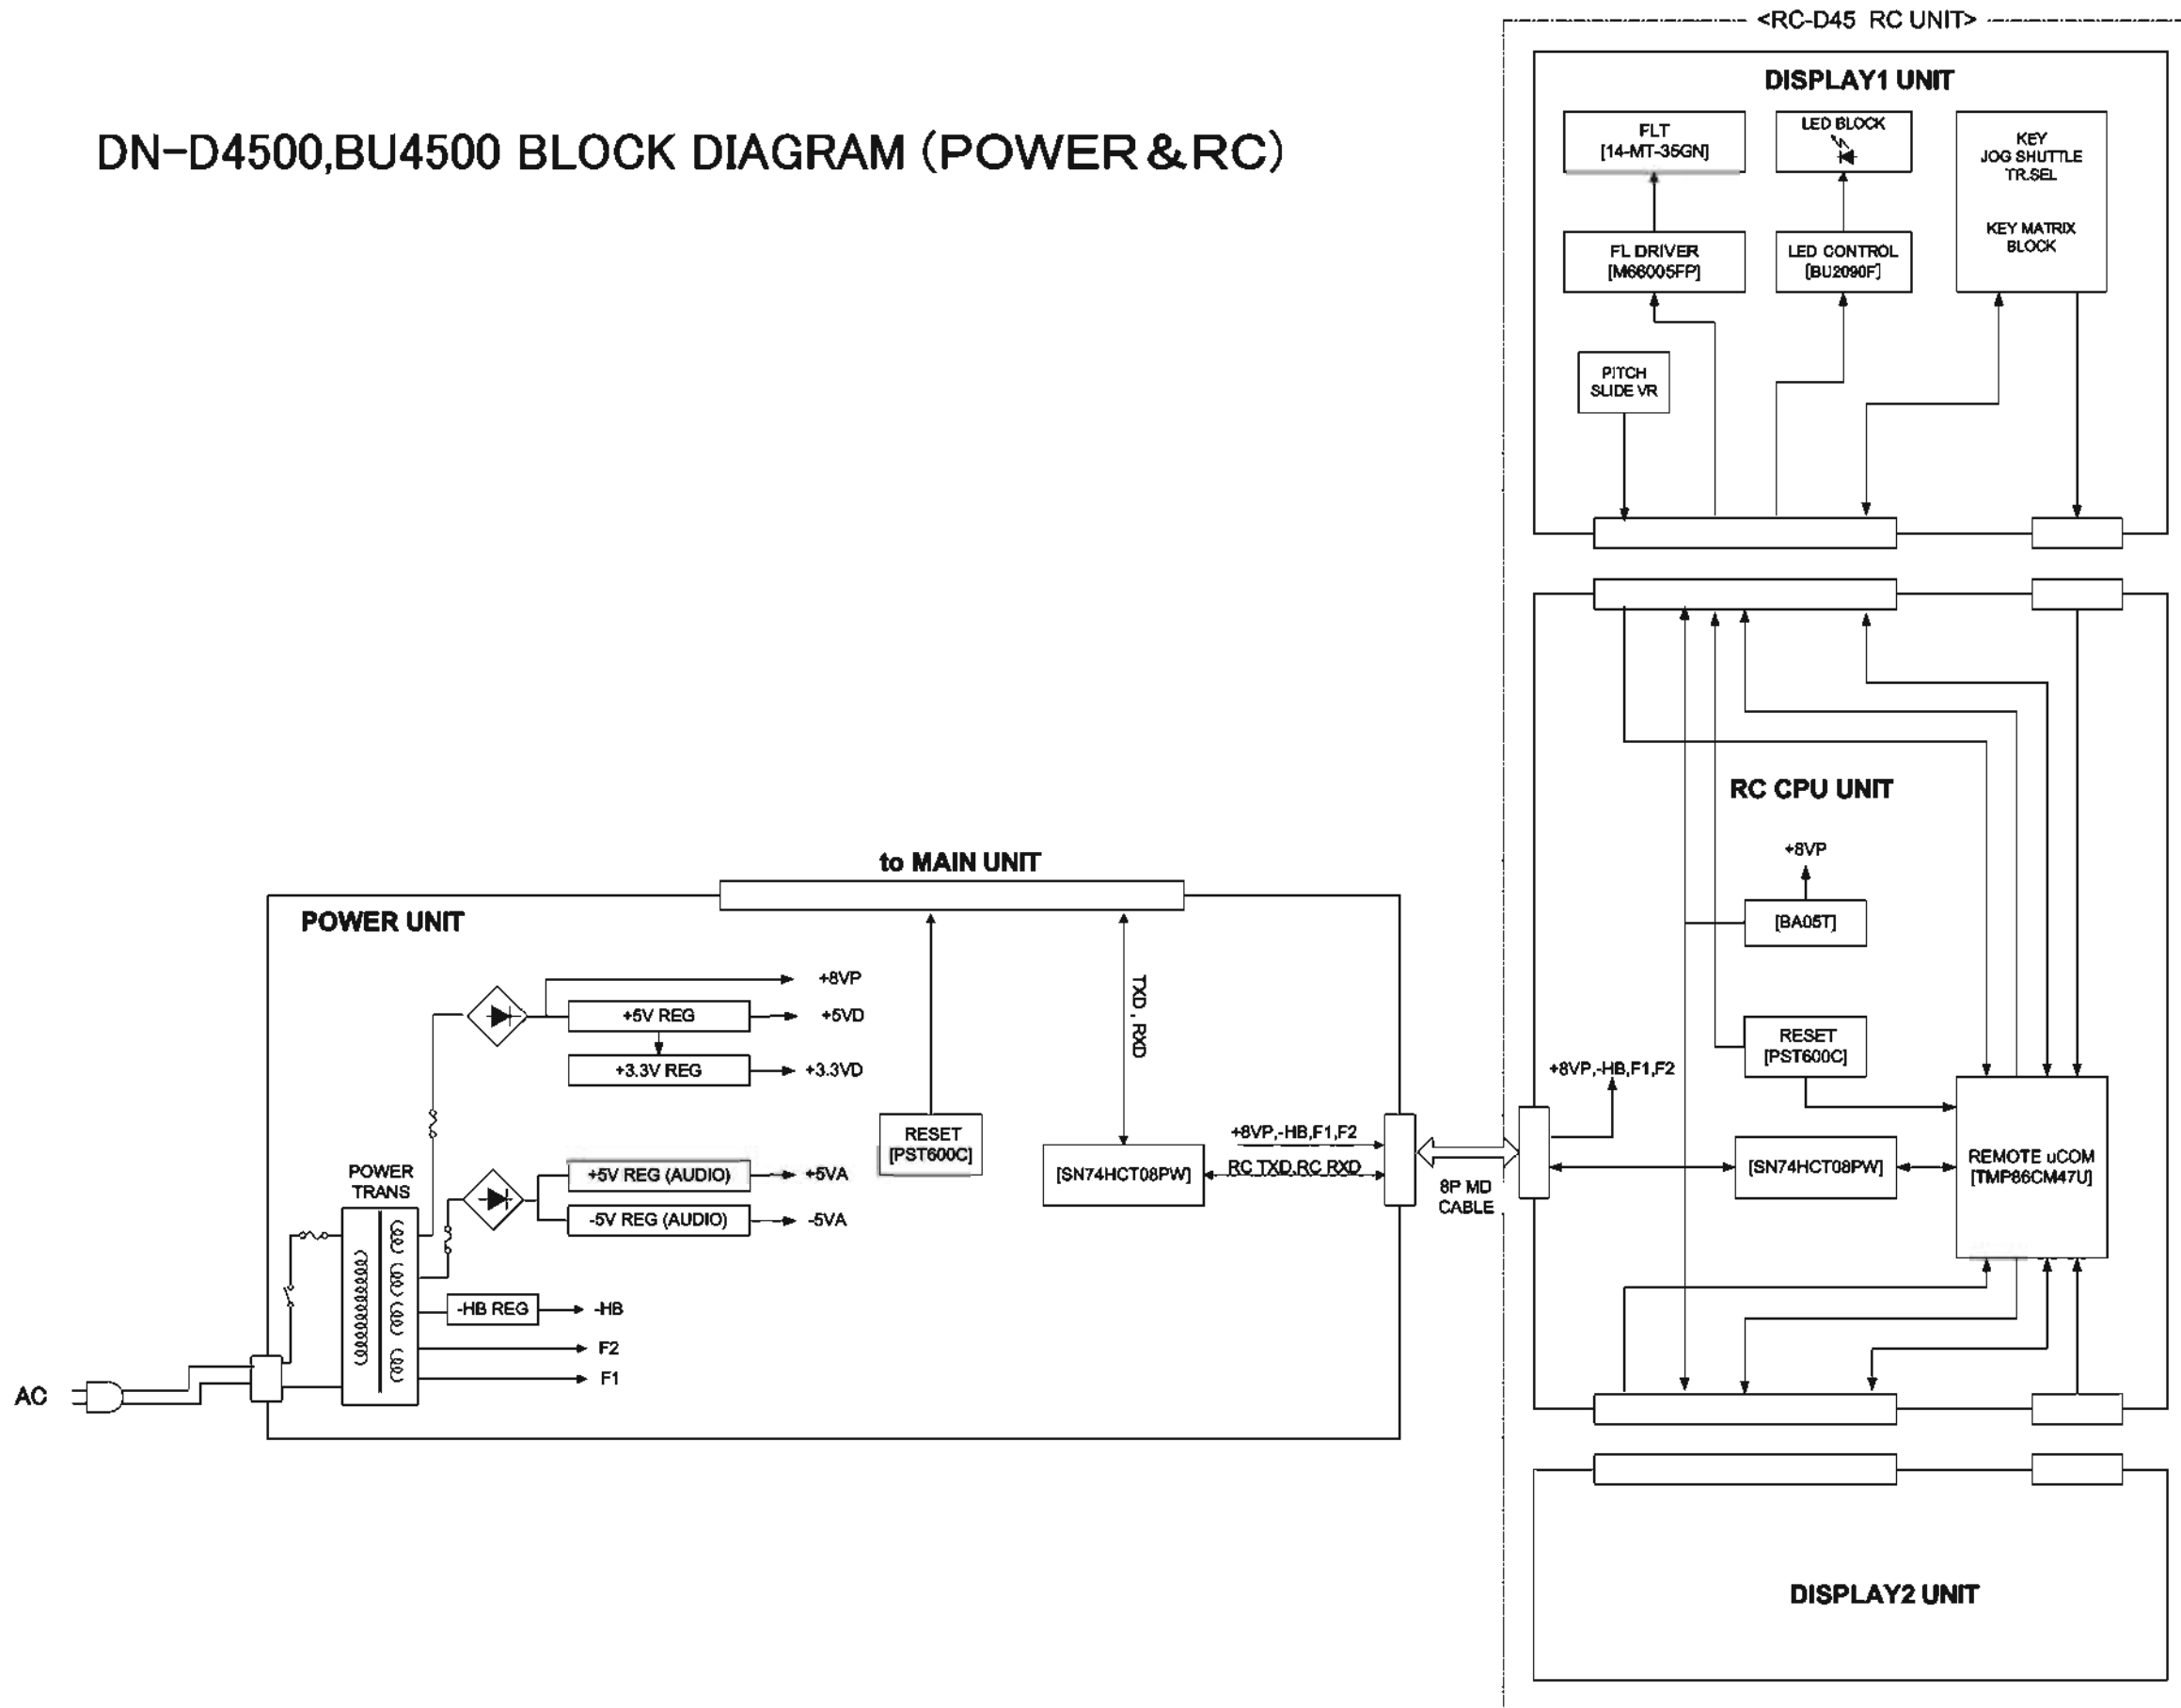 <RC-D45 RC UNIT>
DN-D4500,BU4500 BLOCK DIAGRAM (POWER&RC)
DISPLAY1 UNIT
FLT
[14-MT-35GN]
LED BLOCK
KEY
JOG SHUTTLE
TR.SEL
KEY MATRIX
BLOCK
FL DRIVER
[M66005FP]
LED CONTROL
[BU2090F]
PITCH
SLIDE VR
RC CPU UNIT
+8VP
[BA05T]
RESET
[PST600C]
+8VP,-HB,F1,F2
[SN74HCT08PW]
REMOTE uCOM
[TMP86CM47U]
to MAIN UNIT
POWER UNIT
+8VP
+5V REG
+5VD
+3.3V REG
+3.3VD
TXD , RXD
RESET
[PST600C]
+8VP,-HB,F1,F2
RC TXD,RC RXD
[SN74HCT08PW]
8P MD
CABLE
POWER
TRANS
+5V REG (AUDIO)
+5VA
-5V REG (AUDIO)
-5VA
-HB REG
-HB
F2
F1
AC
DISPLAY2 UNIT